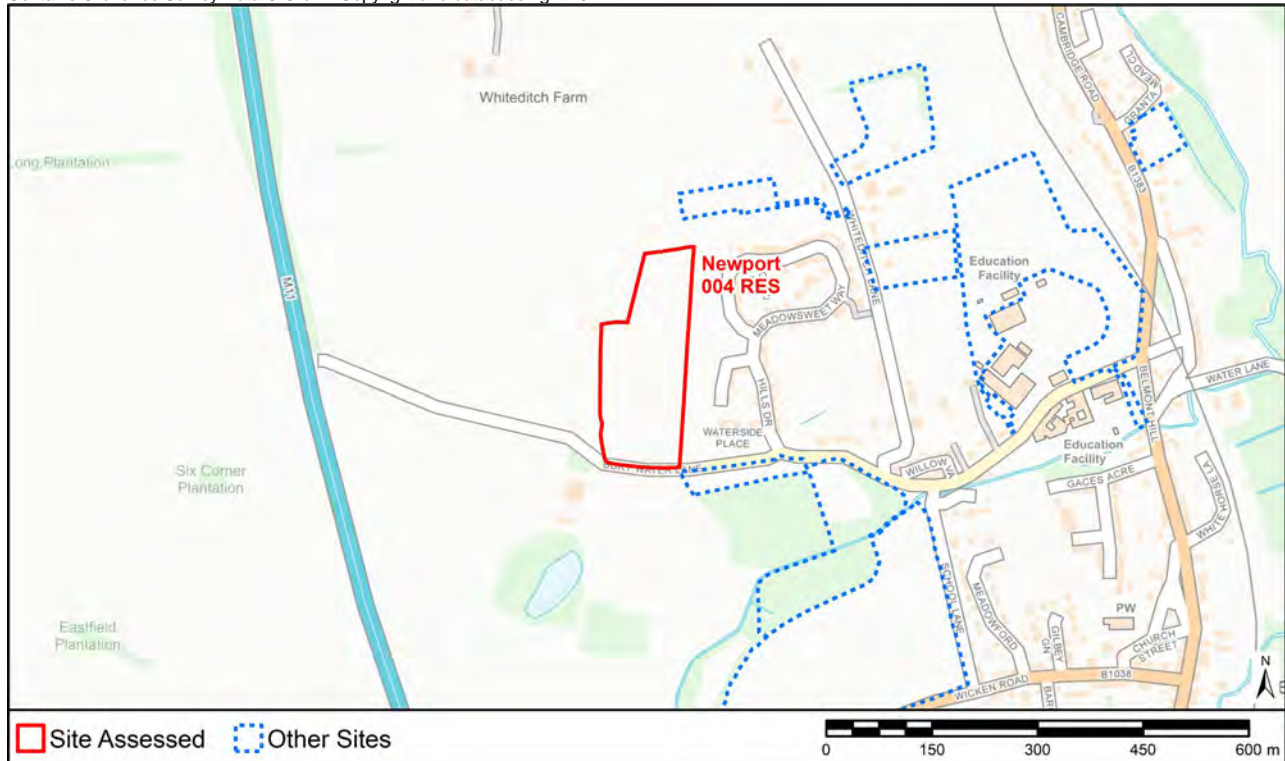 Whiteditch Farm
Long Plantation
M11
Newport
004 RES
MEADOWSWEET WAY
HILLS DR
WATERSIDE
PLACE
BURY WATER LANE
WHITEDITCH LANE
Education
Facility
CAMBRIDGE ROAD
GRANTA
MEAD CL
B1383
BELMONT HILL
WATER LANE
Education
Facility
WILLOW
VA
GACES ACRE
WHITE HORSE LA
Six Corner
Plantation
Eastfield
Plantation
SCHOOL LANE
MEADOWFORD
GILBEY
GN
PW
CHURCH
STREET
B1038
WICKEN ROAD
BAR
N
Site Assessed
Other Sites
0 150 300 450 600 m